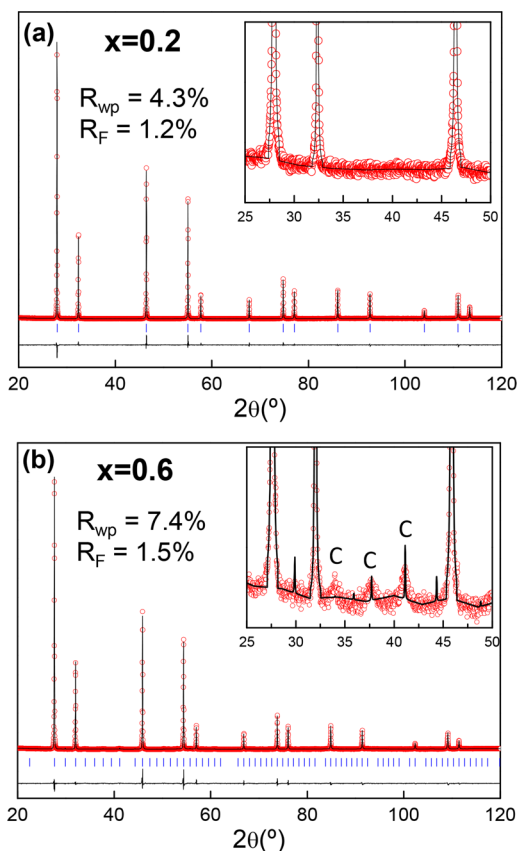 (a)
x=0.2
R_wp = 4.3%
R_F = 1.2%
25 30 35 40 45 50
20 40 60 80 100 120
2θ(º)
(b)
x=0.6
R_wp = 7.4%
R_F = 1.5%
C C C
25 30 35 40 45 50
20 40 60 80 100 120
2θ(º)